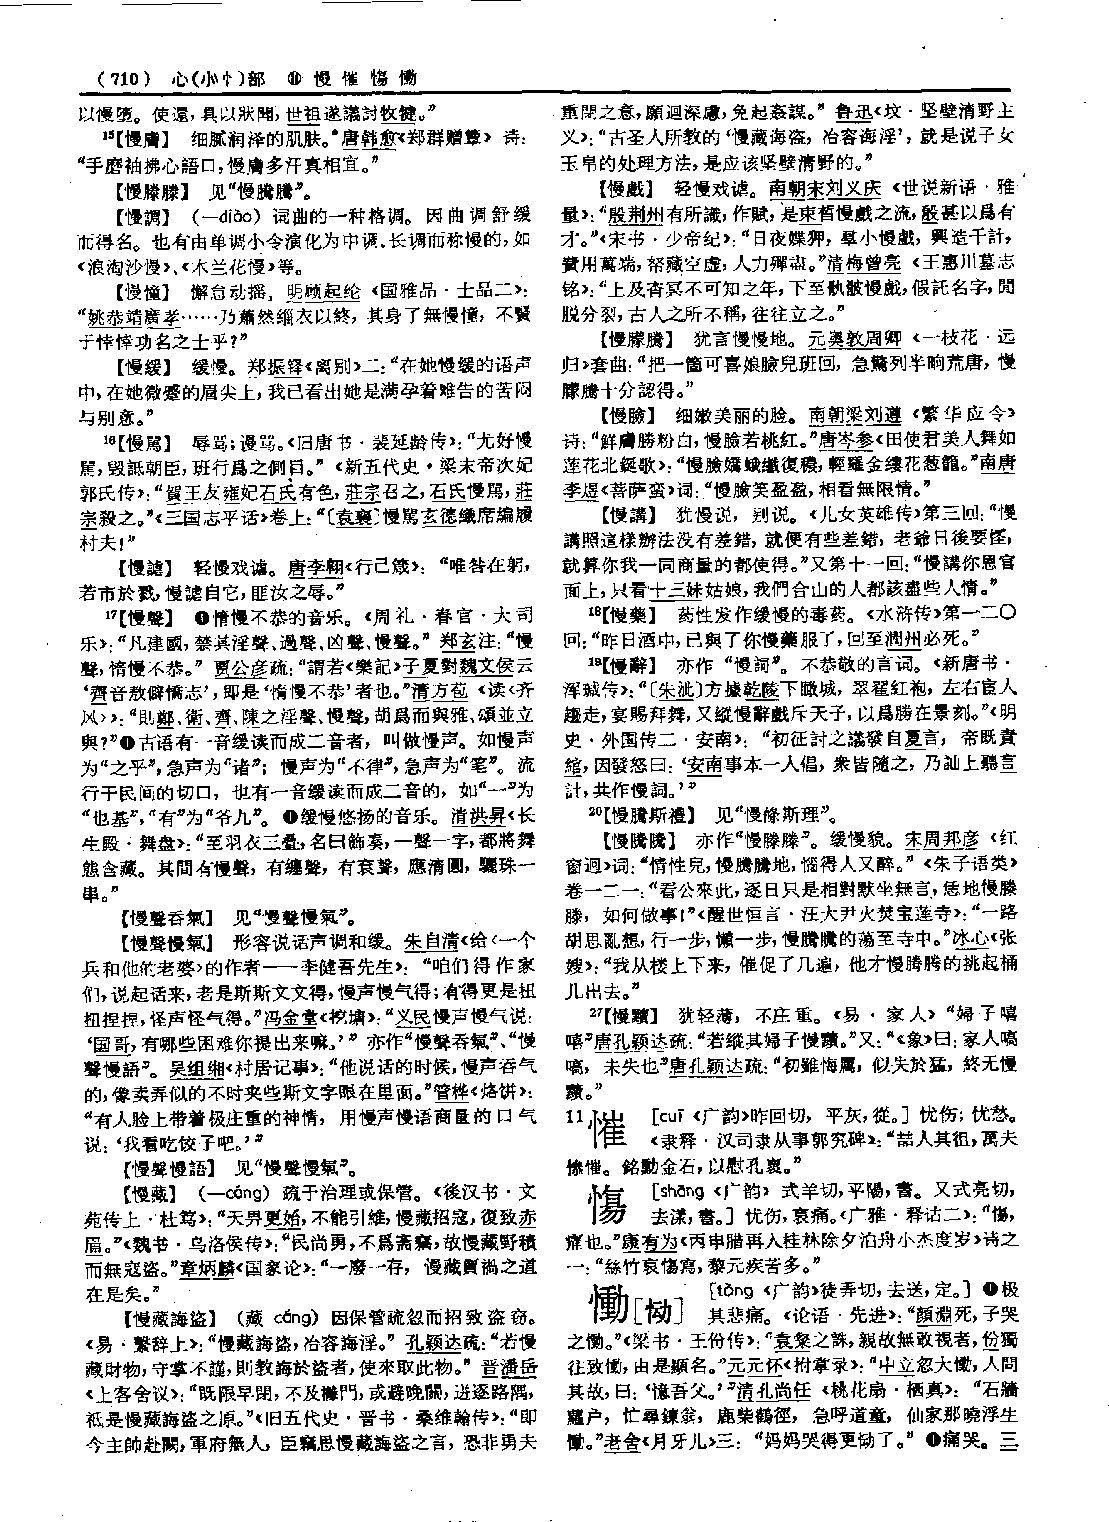 （710） 心(小忄)部 ⑪ 慢慛慯慟
以慢墮。使還，具以狀聞，世祖遂議討牧犍。”
¹⁵【慢膚】 细腻润泽的肌肤。唐韩愈《郑群赠簟》诗：
“手磨袖拂心語口，慢膚多汗真相宜。”
【慢滕滕】 见“慢騰騰”。
【慢調】 （—diào）词曲的一种格调。因曲调舒缓
而得名。也有由单调小令演化为中调、长调而称慢的，如
《浪淘沙慢》、《木兰花慢》等。
【慢憧】 懈怠动摇。明顾起纶《国雅品·士品二》：
“姚恭靖廣孝……乃蕭然緇衣以終，其身了無慢憧，不賢
于悻悻功名之士乎？”
【慢緩】 缓慢。郑振铎《离别》二：“在她慢缓的语声
中，在她微蹙的眉尖上，我已看出她是满孕着难告的苦闷
与别意。”
¹⁶【慢駡】 辱骂；谩骂。《旧唐书·裴延龄传》：“尤好慢
駡，毀詆朝臣，班行爲之側目。”《新五代史·梁末帝次妃
郭氏传》：“賀王友雍妃石氏有色，莊宗召之，石氏慢駡，莊
宗殺之。”《三国志平话》卷上：“〔袁襄〕慢駡玄德織席編履
村夫！”
【慢謔】 轻慢戏谑。唐李翱《行己箴》：“唯咎在躬，
若市於戮，慢謔自它，匪汝之辱。”
¹⁷【慢聲】 ❶惰慢不恭的音乐。《周礼·春官·大司
乐》：“凡建國，禁其淫聲、過聲、凶聲、慢聲。”郑玄注：“慢
聲，惰慢不恭。”贾公彦疏：“謂若《樂記》子夏對魏文侯云
‘齊音敖僻憍志’，即是‘惰慢不恭’者也。”清方苞《读〈齐
风〉》：“則鄭、衛、齊、陳之淫聲、慢聲，胡爲而與雅、頌並立
與？”❷古语有一音缓读而成二音者，叫做慢声。如慢声
为“之乎”，急声为“诸”；慢声为“不律”，急声为“笔”。流
行于民间的切口，也有一音缓读而成二音的，如“一”为
“也基”，“有”为“爷九”。❸缓慢悠扬的音乐。清洪昇《长
生殿·舞盘》：“至羽衣三疊，名曰飾奏，一聲一字，都將舞
態含藏。其間有慢聲，有纏聲，有袞聲，應清圓，驪珠一
串。”
【慢聲吞氣】 见“慢聲慢氣”。
【慢聲慢氣】 形容说话声调和缓。朱自清《给〈一个
兵和他的老婆〉的作者——李健吾先生》：“咱们得作家
们，说起话来，老是斯斯文文得，慢声慢气得；有得更是扭
扭捏捏，怪声怪气得。”冯金堂《挖塘》：“义民慢声慢气说：
‘国哥，有哪些困难你提出来嘛。’”亦作“慢聲吞氣”、“慢
聲慢語”。吴组缃《村居记事》：“他说话的时候，慢声吞气
的，像卖弄似的不时夹些斯文字眼在里面。”管桦《烙饼》：
“有人脸上带着极庄重的神情，用慢声慢语商量的口气
说：‘我看吃饺子吧。’”
【慢聲慢語】 见“慢聲慢氣”。
【慢藏】 （—cáng）疏于治理或保管。《後汉书·文
苑传上·杜笃》：“天畀更始，不能引維，慢藏招寇，復致赤
眉。”《魏书·乌洛侯传》：“民尚勇，不爲姦竊，故慢藏野積
而無寇盜。”章炳麟《国家论》：“一廢一存，慢藏賈禍之道
在是矣。”
【慢藏誨盜】 （藏 cáng）因保管疏忽而招致盗窃。
《易·繫辞上》：“慢藏誨盜，冶容誨淫。”孔颖达疏：“若慢
藏財物，守掌不謹，則教誨於盜者，使來取此物。”晋潘岳
《上客舍议》：“既限早閉，不及櫛門，或避晚關，迸逐路隅，
祗是慢藏誨盜之原。”《旧五代史·晋书·桑维翰传》：“即
今主帥赴闕，軍府無人，臣竊思慢藏誨盜之言，恐非勇夫
重閉之意，願迴深慮，免起姦謀。”鲁迅《坟·坚壁清野主
义》：“古圣人所教的‘慢藏海盗，冶容海淫’，就是说子女
玉帛的处理方法，是应该坚壁清野的。”
【慢戲】 轻慢戏谑。南朝宋刘义庆《世说新语·雅
量》：“殷荆州有所識，作賦，是束皙慢戲之流，殷甚以爲有
才。”《宋书·少帝纪》：“日夜媟狎，羣小慢戲，興造千計，
費用萬端，帑藏空虛，人力殫盡。”清梅曾亮《王惠川墓志
铭》：“上及杳冥不可知之年，下至骩骳慢戲，假託名字，閱
脱分裂，古人之所不稱，往往立之。”
【慢朦騰】 犹言慢慢地。元奥敦周卿《一枝花·远
归》套曲：“把一箇可喜娘臉兒班回，急驚列半晌荒唐，慢
朦騰十分認得。”
【慢臉】 细嫩美丽的脸。南朝梁刘遵《繁华应令》
诗：“鮮膚勝粉白，慢臉若桃紅。”唐岑参《田使君美人舞如
莲花北鋋歌》：“慢臉嬌娥纖復穠，輕羅金縷花葱蘢。”南唐
李煜《菩萨蛮》词：“慢臉笑盈盈，相看無限情。”
【慢講】 犹慢说，别说。《儿女英雄传》第三回：“慢
講照這樣辦法没有差錯，就便有些差錯，老爺日後要怪，
就算你我一同商量的都使得。”又第十一回：“慢講你恩官
面上，只看十三妹姑娘，我們合山的人都該盡些人情。”
¹⁸【慢藥】 药性发作缓慢的毒药。《水浒传》第一二〇
回：“昨日酒中，已與了你慢藥服了，回至潤州必死。”
¹⁹【慢辭】 亦作“慢詞”。不恭敬的言词。《新唐书·
浑瑊传》：“〔朱泚〕方據乾陵下瞰城，翠翟紅袍，左右宦人
趨走，宴賜拜舞，又縱慢辭戲斥天子，以爲勝在景刻。”《明
史·外国传二·安南》：“初征討之議發自夏言，帝既責
綰，因發怒曰：‘安南事本一人倡，衆皆隨之，乃訕上聽言
計，共作慢詞。’”
²⁰【慢騰斯禮】 见“慢條斯理”。
【慢騰騰】 亦作“慢滕滕”。缓慢貌。宋周邦彦《红
窗迥》词：“情性兒，慢騰騰地，惱得人又醉。”《朱子语类》
卷一二一：“看公來此，逐日只是相對默坐無言，恁地慢滕
滕，如何做事！”《醒世恒言·汪大尹火焚宝莲寺》：“一路
胡思亂想，行一步，懶一步，慢騰騰的蕩至寺中。”冰心《张
嫂》：“我从楼上下来，催促了几遍，他才慢腾腾的挑起桶
儿出去。”
²⁷【慢黷】 犹轻薄，不庄重。《易·家人》“婦子嘻
嘻”唐孔颖达疏：“若縱其婦子慢黷。”又：“《象》曰：家人嗃
嗃，未失也”唐孔颖达疏：“初雖悔厲，似失於猛，終无慢
黷。”
11慛 ［cuī《广韵》昨回切，平灰，從。］忧伤；忧愁。
《隶释·汉司隶从事郭究碑》：“喆人其徂，萬夫
慘慛。銘勳金石，以慰孔裏。”
慯 ［shāng《广韵》式羊切，平陽，書。又式亮切，
去漾，書。］忧伤，哀痛。《广雅·释诂二》：“慯，
痛也。”康有为《丙申腊再入桂林除夕泊舟小木度岁》诗之
一：“絲竹哀慯寫，黎元疾苦多。”
慟［恸］ ［tòng《广韵》徒弄切，去送，定。］❶极
其悲痛。《论语·先进》：“顔淵死，子哭
之慟。”《梁书·王份传》：“袁粲之誅，親故無敢視者，份獨
往致慟，由是顯名。”元元怀《拊掌录》：“中立忽大慟，人問
其故，曰：‘憶吾父。’”清孔尚任《桃花扇·栖真》：“石牆
蘿户，忙尋鍊翁，鹿柴鶴徑，急呼道童，仙家那曉浮生
慟。”老舍《月牙儿》三：“妈妈哭得更恸了。”❷痛哭。三